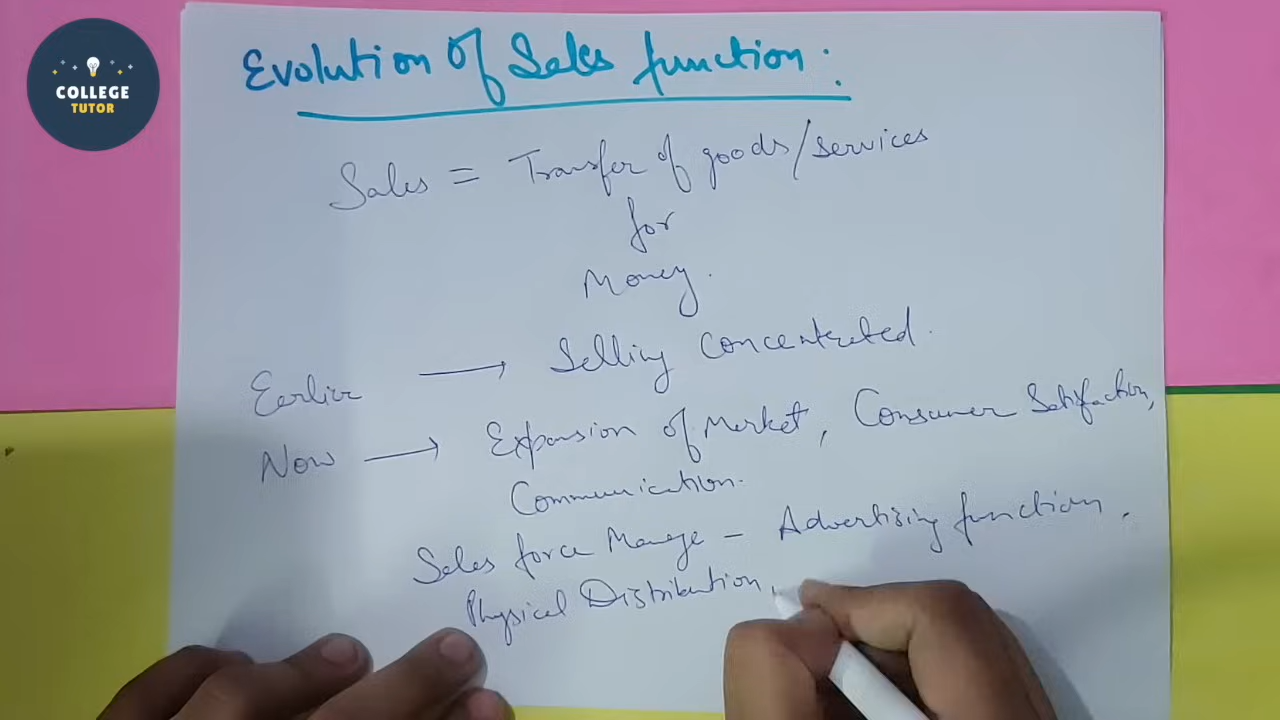 COLLEGE
TUTOR
Evolution Of Sales function:
Sales = Transfer of goods/services
for
Money.
Earlier → Selling concentrated.
Now → Expansion of Market, Consumer Satisfaction,
Communication.
Sales force Manage - Advertising function,
Physical Distribution,